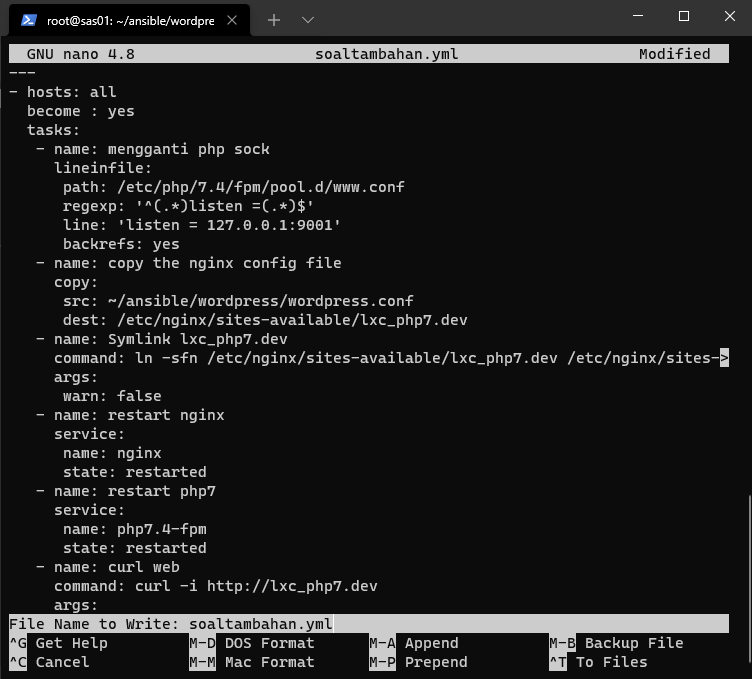 root@sas01: ~/ansible/wordpre
GNU nano 4.8 soaltambahan.yml Modified
---
- hosts: all
  become : yes
  tasks:
   - name: mengganti php sock
     lineinfile:
      path: /etc/php/7.4/fpm/pool.d/www.conf
      regexp: '^(.*)listen =(.*)$'
      line: 'listen = 127.0.0.1:9001'
      backrefs: yes
   - name: copy the nginx config file
     copy:
      src: ~/ansible/wordpress/wordpress.conf
      dest: /etc/nginx/sites-available/lxc_php7.dev
   - name: Symlink lxc_php7.dev
     command: ln -sfn /etc/nginx/sites-available/lxc_php7.dev /etc/nginx/sites->
     args:
      warn: false
   - name: restart nginx
     service:
      name: nginx
      state: restarted
   - name: restart php7
     service:
      name: php7.4-fpm
      state: restarted
   - name: curl web
     command: curl -i http://lxc_php7.dev
     args:
File Name to Write: soaltambahan.yml
^G Get Help M-D DOS Format M-A Append M-B Backup File
^C Cancel M-M Mac Format M-P Prepend ^T To Files